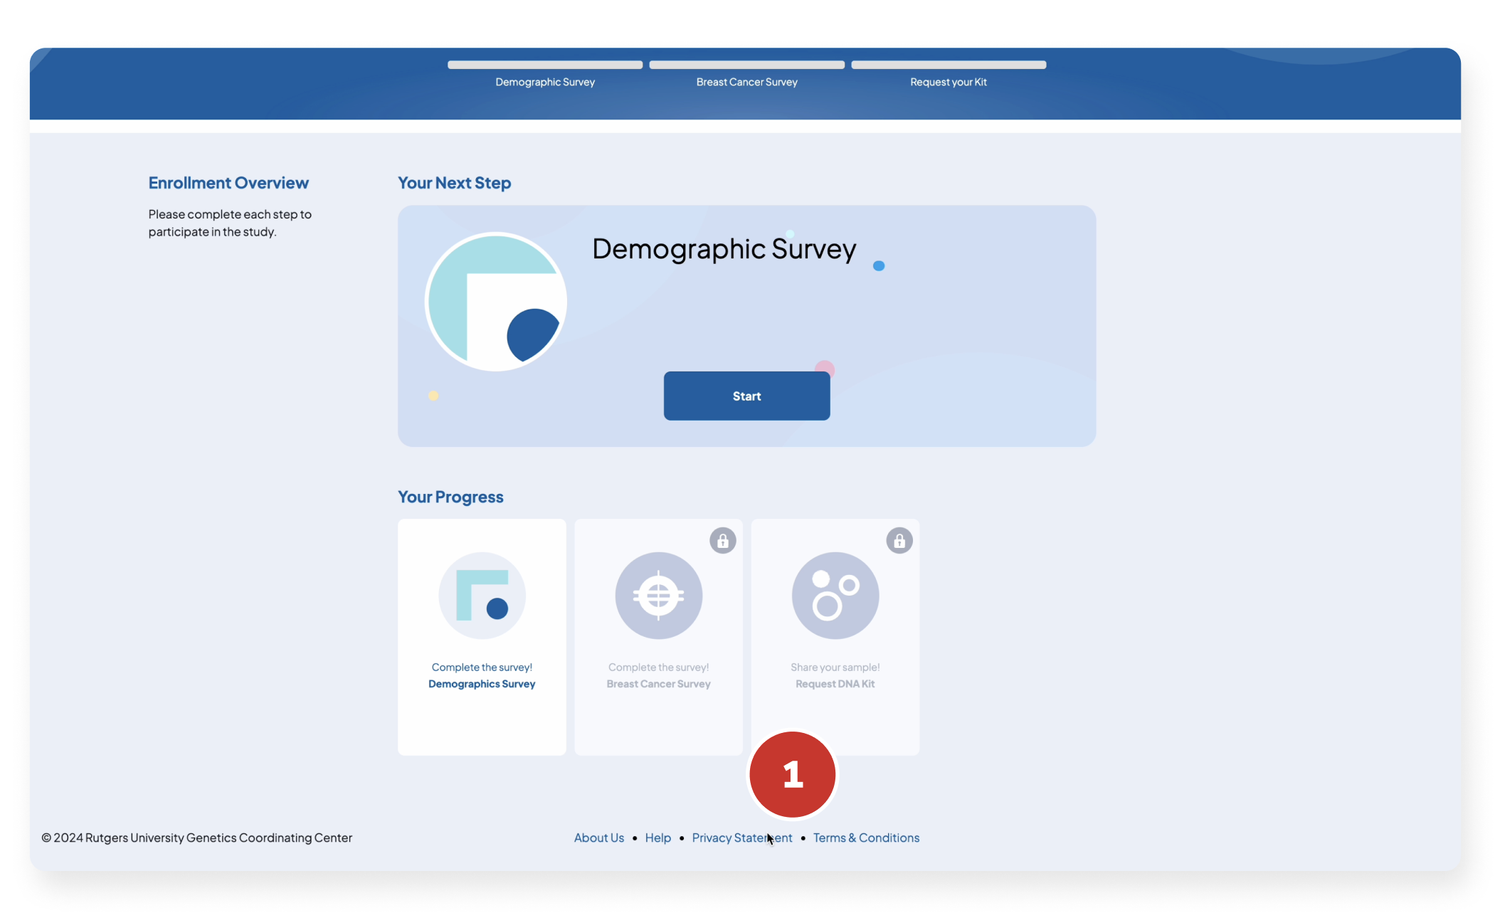 Demographic Survey
Breast Cancer Survey
Request your Kit
Enrollment Overview
Please complete each step to
participate in the study.
Your Next Step
Demographic Survey
Start
Your Progress
Complete the survey!
Demographics Survey
Complete the survey!
Breast Cancer Survey
Share your sample!
Request DNA Kit
1
© 2024 Rutgers University Genetics Coordinating Center
About Us • Help • Privacy Statement • Terms & Conditions